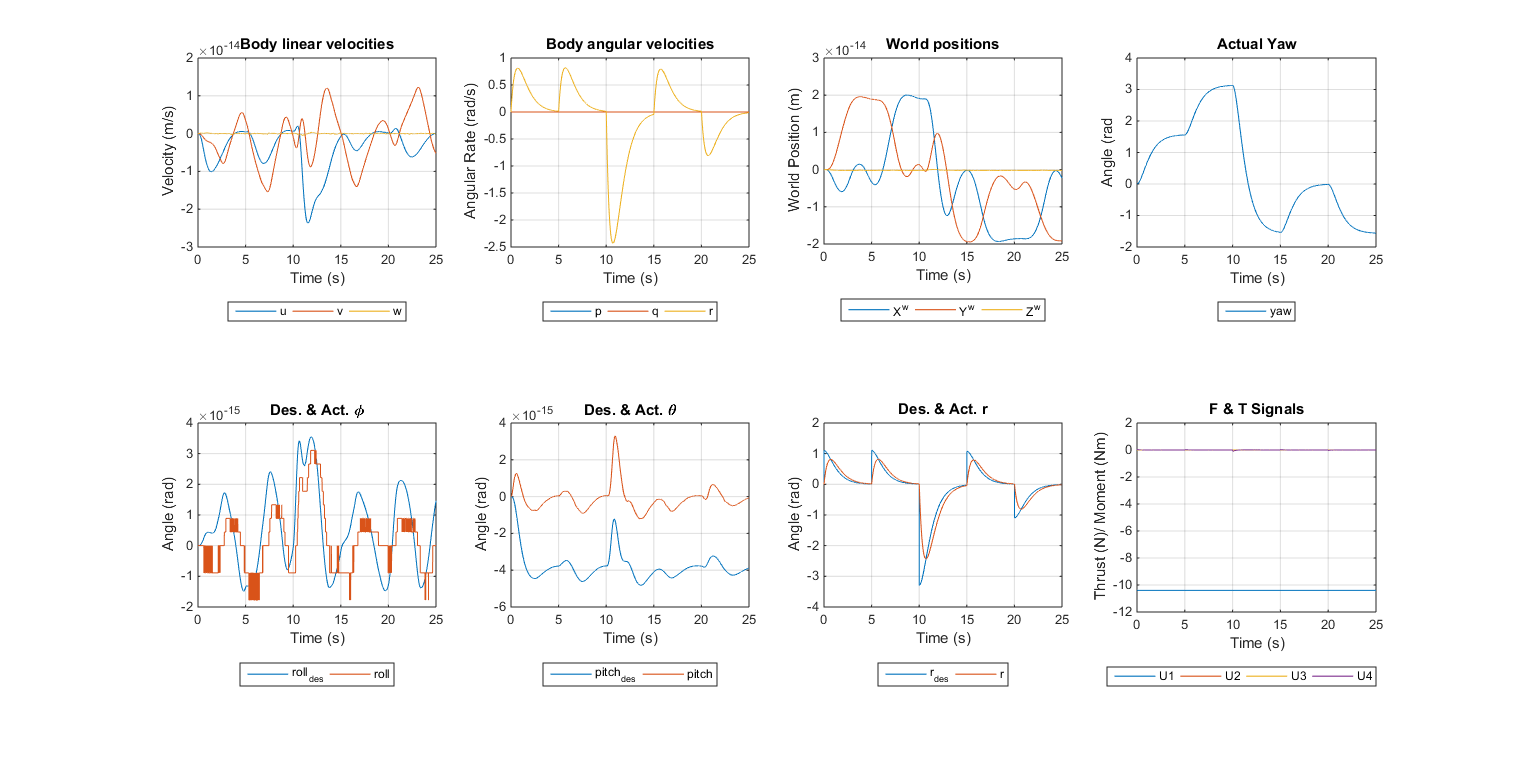 ×10-14 Body linear velocities
2
1
0
-1
-2
-3
Velocity (m/s)
0 5 10 15 20 25
Time (s)
u v w
Body angular velocities
1
0.5
0
-0.5
-1
-1.5
-2
-2.5
Angular Rate (rad/s)
0 5 10 15 20 25
Time (s)
p q r
×10-14 World positions
3
2
1
0
-1
-2
World Position (m)
0 5 10 15 20 25
Time (s)
Xw Yw Zw
Actual Yaw
4
3
2
1
0
-1
-2
Angle (rad
0 5 10 15 20 25
Time (s)
yaw
×10-15 Des. & Act. ϕ
4
3
2
1
0
-1
-2
Angle (rad)
0 5 10 15 20 25
Time (s)
rolldes roll
×10-15 Des. & Act. θ
4
2
0
-2
-4
-6
Angle (rad)
0 5 10 15 20 25
Time (s)
pitchdes pitch
Des. & Act. r
2
1
0
-1
-2
-3
-4
Angle (rad)
0 5 10 15 20 25
Time (s)
rdes r
F & T Signals
2
0
-2
-4
-6
-8
-10
-12
Thrust (N)/ Moment (Nm)
0 5 10 15 20 25
Time (s)
U1 U2 U3 U4